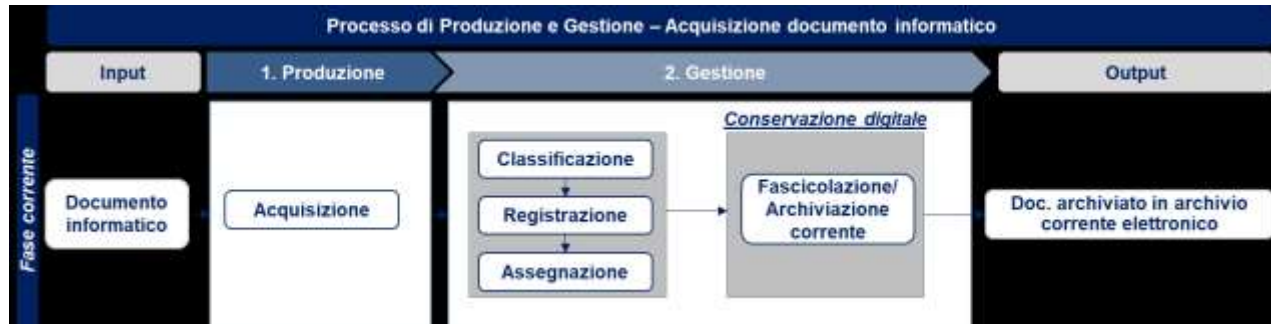 Processo di Produzione e Gestione – Acquisizione documento informatico
Input
1. Produzione
2. Gestione
Output
Fase corrente
Documento
informatico
Acquisizione
Classificazione
Registrazione
Assegnazione
Conservazione digitale
Fascicolazione/
Archiviazione
corrente
Doc. archiviato in archivio
corrente elettronico